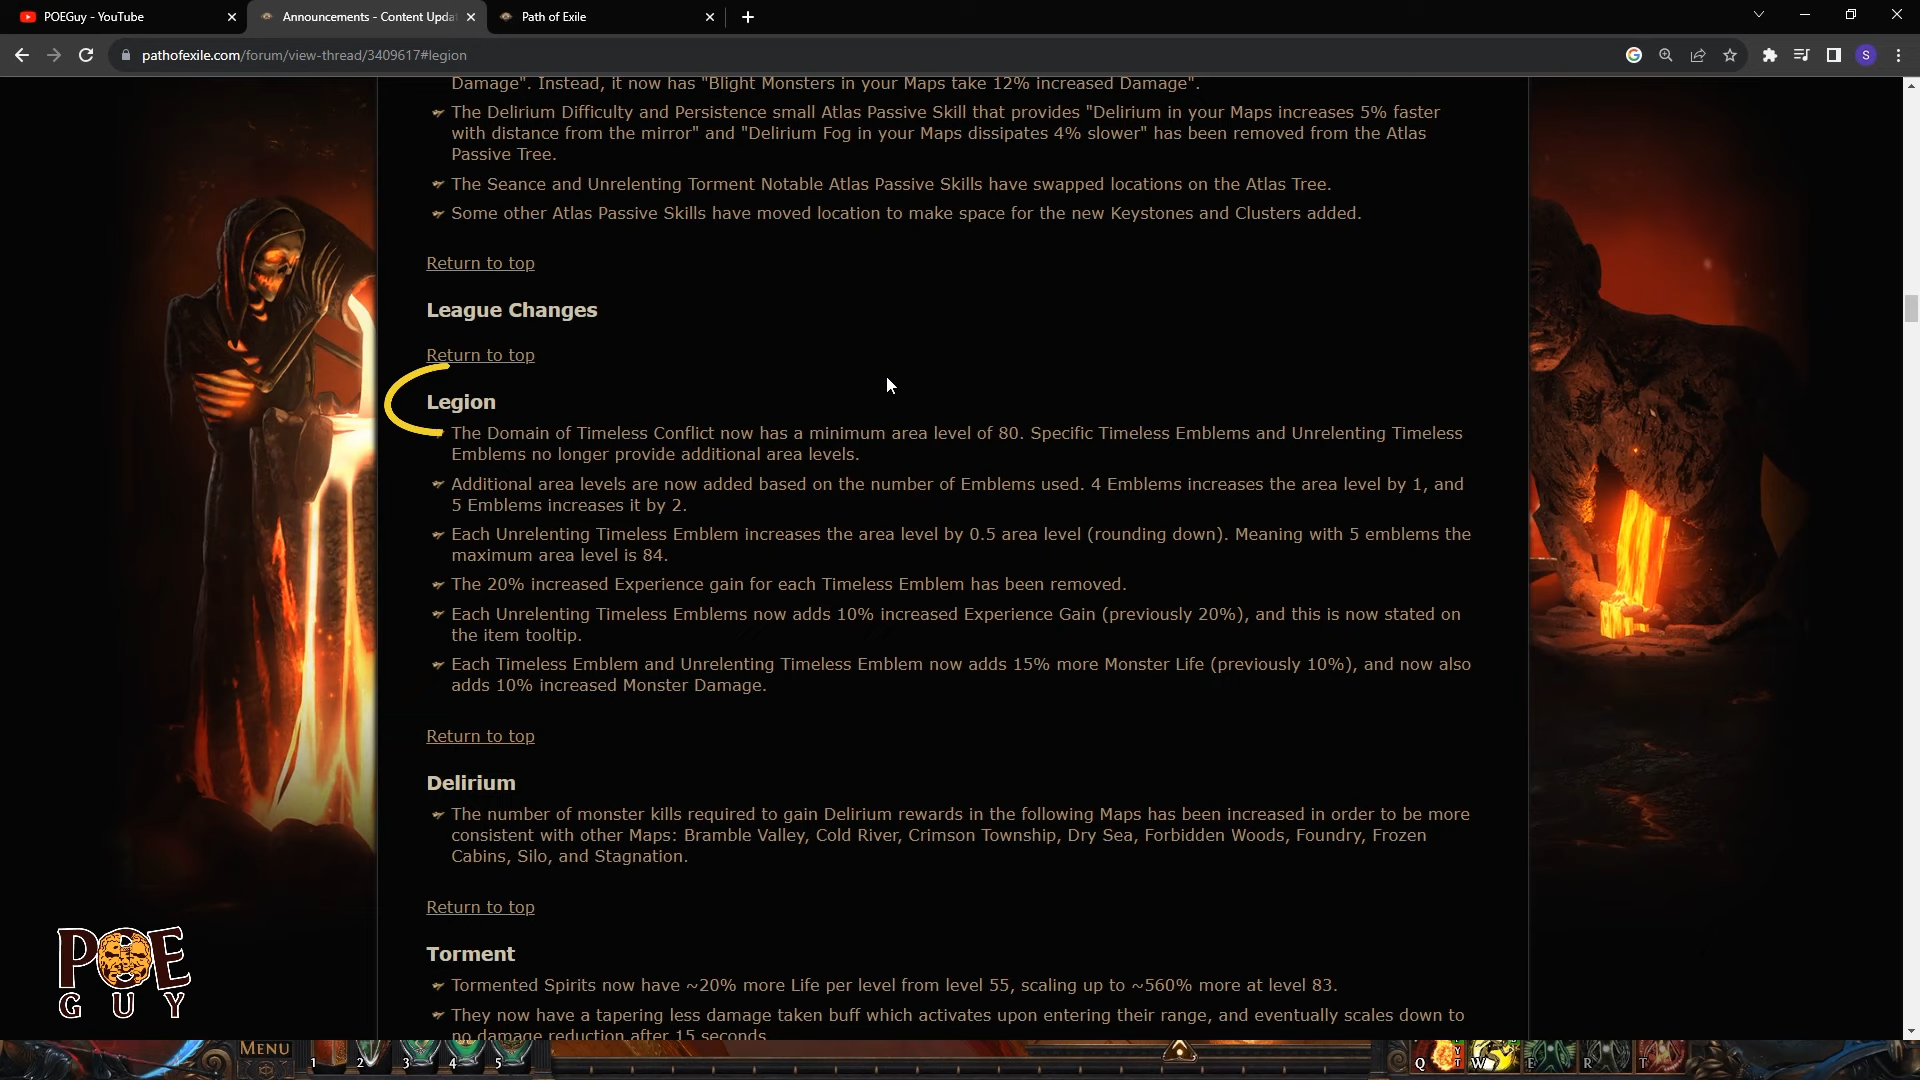 POEGuy - YouTube
Announcements - Content Upda
Path of Exile
pathofexile.com/forum/view-thread/3409617#legion
S
Damage". Instead, it now has "Blight Monsters in your Maps take 12% increased Damage".
The Delirium Difficulty and Persistence small Atlas Passive Skill that provides "Delirium in your Maps increases 5% faster
with distance from the mirror" and "Delirium Fog in your Maps dissipates 4% slower" has been removed from the Atlas
Passive Tree.
The Seance and Unrelenting Torment Notable Atlas Passive Skills have swapped locations on the Atlas Tree.
Some other Atlas Passive Skills have moved location to make space for the new Keystones and Clusters added.
Return to top
League Changes
Return to top
Legion
The Domain of Timeless Conflict now has a minimum area level of 80. Specific Timeless Emblems and Unrelenting Timeless
Emblems no longer provide additional area levels.
Additional area levels are now added based on the number of Emblems used. 4 Emblems increases the area level by 1, and
5 Emblems increases it by 2.
Each Unrelenting Timeless Emblem increases the area level by 0.5 area level (rounding down). Meaning with 5 emblems the
maximum area level is 84.
The 20% increased Experience gain for each Timeless Emblem has been removed.
Each Unrelenting Timeless Emblems now adds 10% increased Experience Gain (previously 20%), and this is now stated on
the item tooltip.
Each Timeless Emblem and Unrelenting Timeless Emblem now adds 15% more Monster Life (previously 10%), and now also
adds 10% increased Monster Damage.
Return to top
Delirium
The number of monster kills required to gain Delirium rewards in the following Maps has been increased in order to be more
consistent with other Maps: Bramble Valley, Cold River, Crimson Township, Dry Sea, Forbidden Woods, Foundry, Frozen
Cabins, Silo, and Stagnation.
Return to top
Torment
Tormented Spirits now have ~20% more Life per level from level 55, scaling up to ~560% more at level 83.
They now have a tapering less damage taken buff which activates upon entering their range, and eventually scales down to
no damage reduction after 15 seconds
POE
GUY
MENU
1 2 3 4 5
Q W E R T